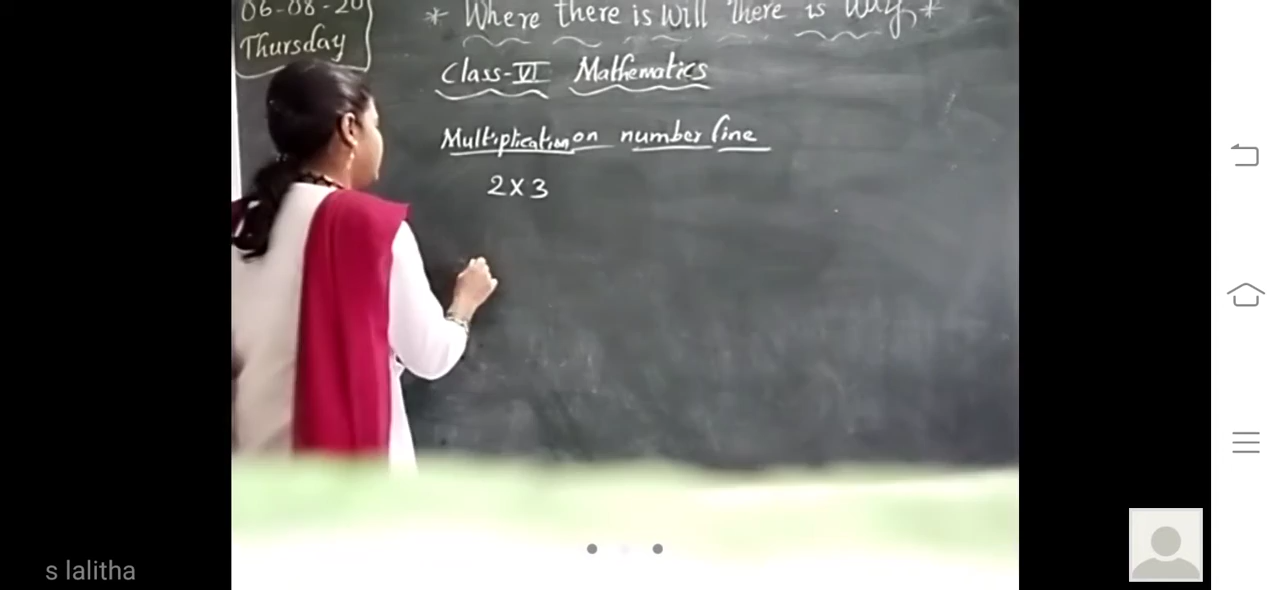 06-08-20
Thursday
* Where there is Will there is Way *
Class-VI Mathematics
Multiplication on number line
2 x 3
s lalitha